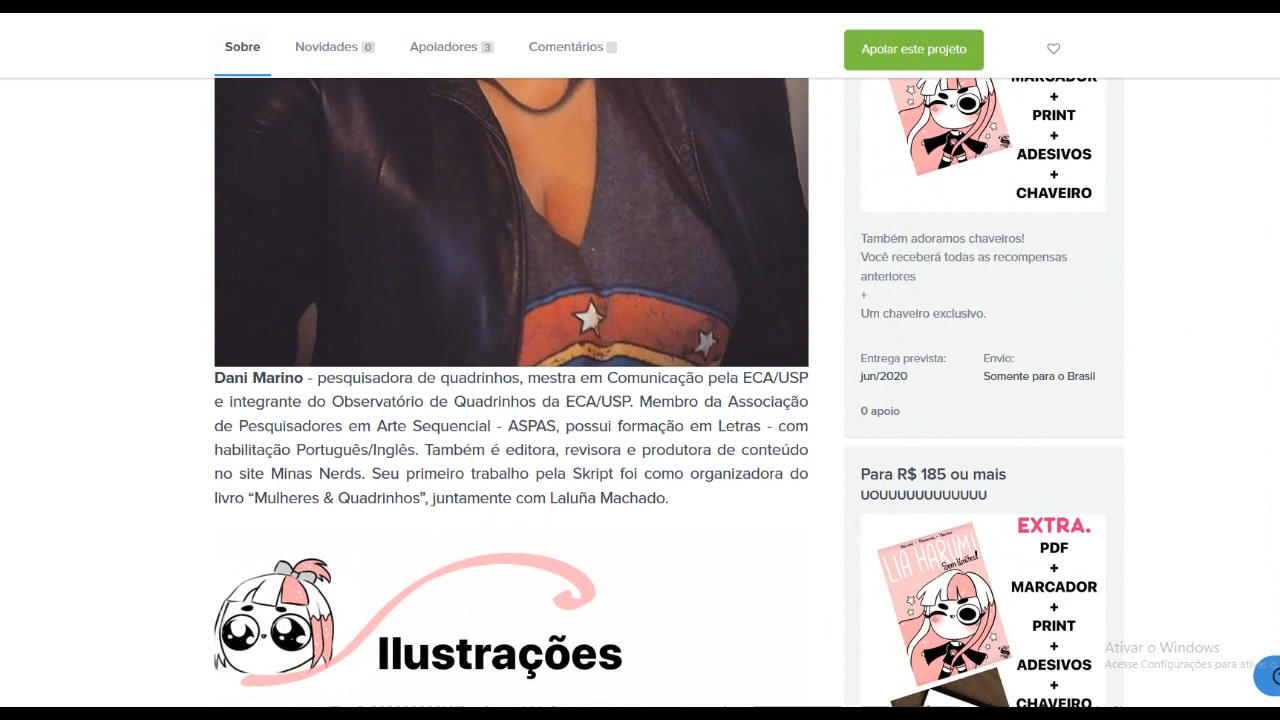 Sobre
Novidades 0
Apoiadores 3
Comentários
Apoiar este projeto
MARCADOR
+
PRINT
+
ADESIVOS
+
CHAVEIRO
Também adoramos chaveiros!
Você receberá todas as recompensas
anteriores
+
Um chaveiro exclusivo.
Entrega prevista:
jun/2020
Envio:
Somente para o Brasil
0 apoio
Dani Marino - pesquisadora de quadrinhos, mestra em Comunicação pela ECA/USP
e integrante do Observatório de Quadrinhos da ECA/USP. Membro da Associação
de Pesquisadores em Arte Sequencial - ASPAS, possui formação em Letras - com
habilitação Português/Inglês. Também é editora, revisora e produtora de conteúdo
no site Minas Nerds. Seu primeiro trabalho pela Skript foi como organizadora do
livro “Mulheres & Quadrinhos”, juntamente com Laluña Machado.
Ilustrações
Para R$ 185 ou mais
UOUUUUUUUUUUUU
LIA HARUMI
Sem limites!
EXTRA.
PDF
+
MARCADOR
+
PRINT
+
ADESIVOS
+
CHAVEIRO
Ativar o Windows
Acesse Configurações para ativar o